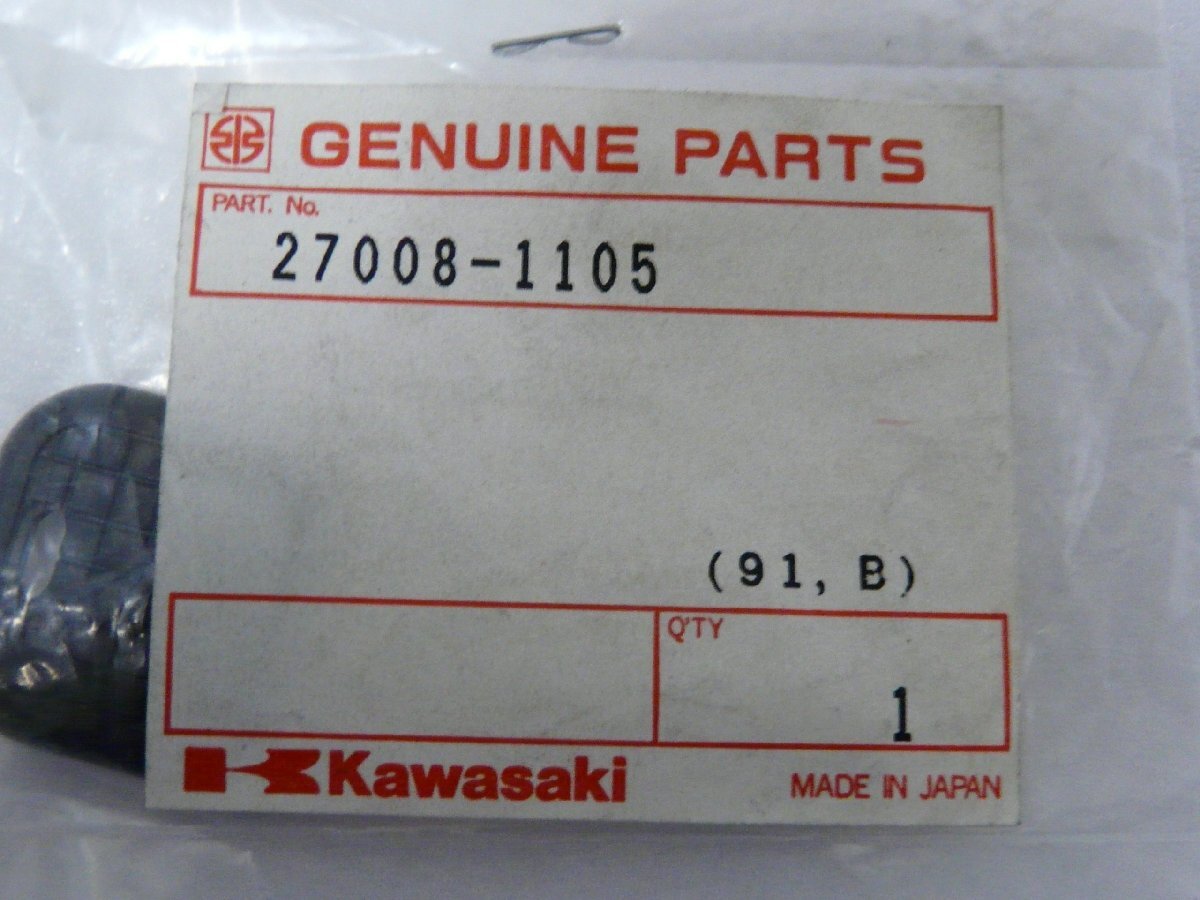 GENUINE PARTS
PART. No.
27008-1105
(91, B)
Q'TY
1
Kawasaki
MADE IN JAPAN